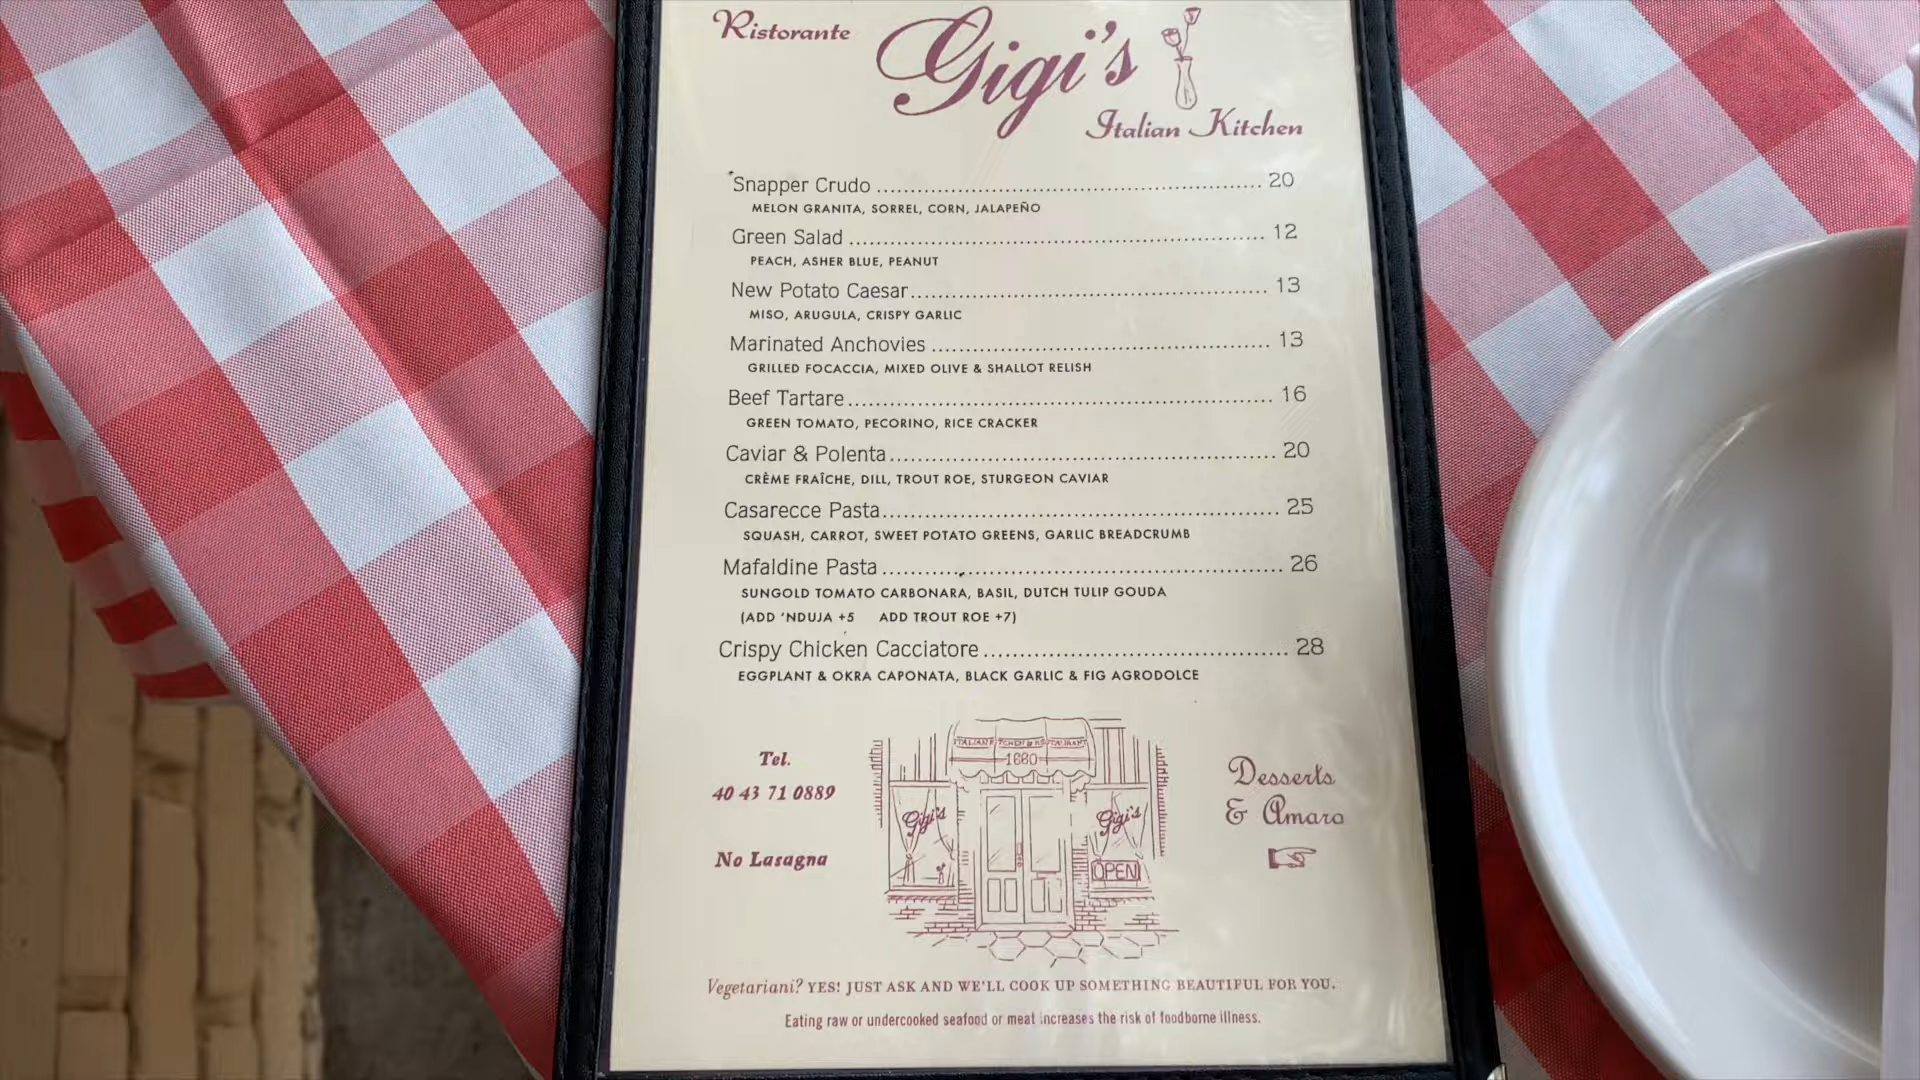 Ristorante
Gigi's
Italian Kitchen
Snapper Crudo ........ 20
MELON GRANITA, SORREL, CORN, JALAPEÑO
Green Salad ........ 12
PEACH, ASHER BLUE, PEANUT
New Potato Caesar ........ 13
MISO, ARUGULA, CRISPY GARLIC
Marinated Anchovies ........ 13
GRILLED FOCACCIA, MIXED OLIVE & SHALLOT RELISH
Beef Tartare ........ 16
GREEN TOMATO, PECORINO, RICE CRACKER
Caviar & Polenta ........ 20
CRÈME FRAÎCHE, DILL, TROUT ROE, STURGEON CAVIAR
Casarecce Pasta ........ 25
SQUASH, CARROT, SWEET POTATO GREENS, GARLIC BREADCRUMB
Mafaldine Pasta ........ 26
SUNGOLD TOMATO CARBONARA, BASIL, DUTCH TULIP GOUDA
(ADD ‘NDUJA +5 ADD TROUT ROE +7)
Crispy Chicken Cacciatore ........ 28
EGGPLANT & OKRA CAPONATA, BLACK GARLIC & FIG AGRODOLCE
Tel.
40 43 71 0889
No Lasagna
1660
Gigi's
Gigi's
OPEN
Desserts
& Amaro
Vegetariani? YES! JUST ASK AND WE'LL COOK UP SOMETHING BEAUTIFUL FOR YOU.
Eating raw or undercooked seafood or meat increases the risk of foodborne illness.